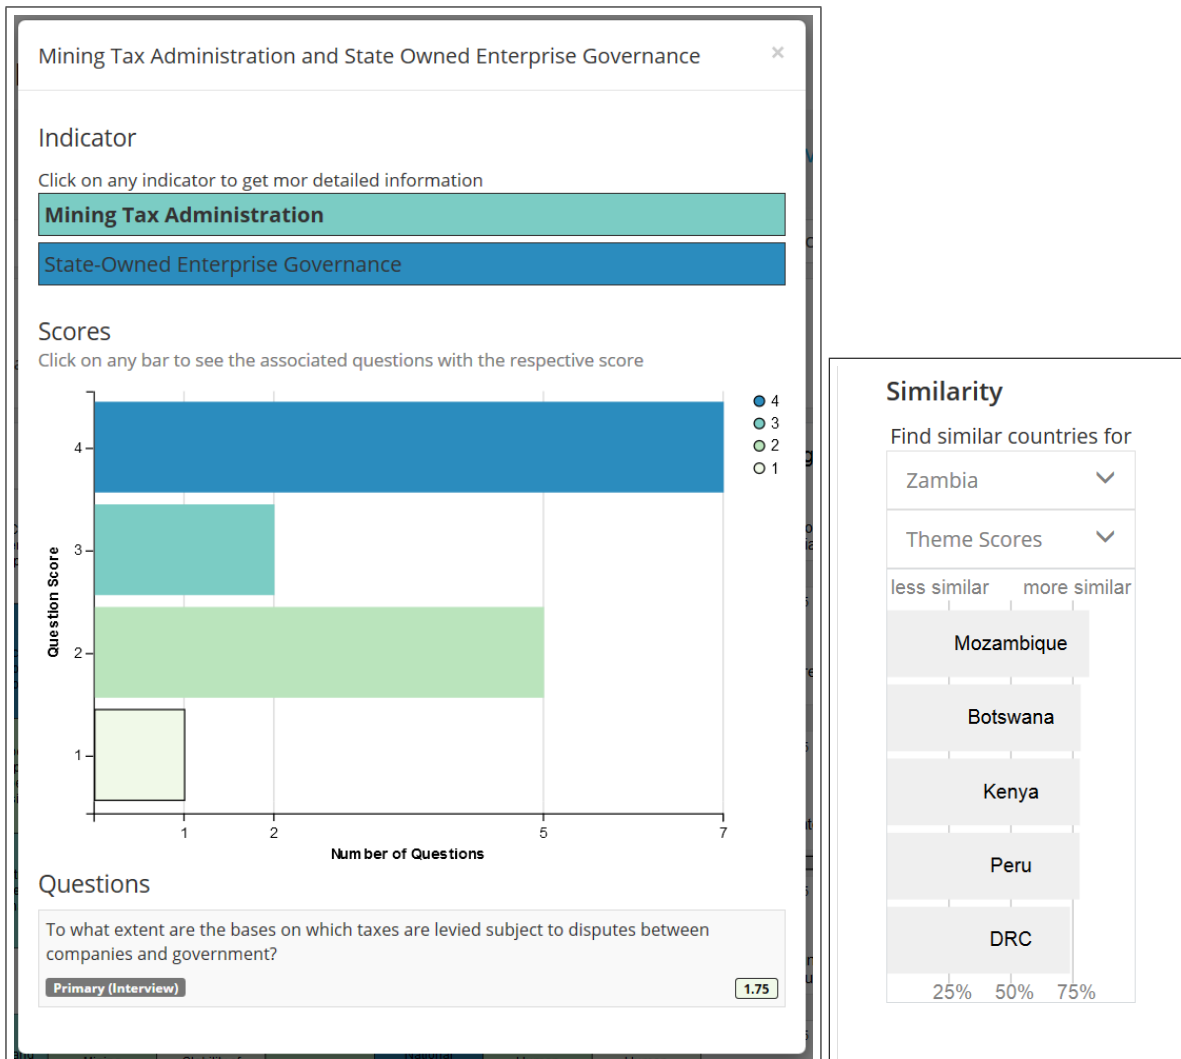 Mining Tax Administration and State Owned Enterprise Governance ×
Indicator
Click on any indicator to get mor detailed information
Mining Tax Administration
State-Owned Enterprise Governance
Scores
Click on any bar to see the associated questions with the respective score
4
3
2
1
Question Score
4
3
2
1
1 2 5 7
Number of Questions
Questions
To what extent are the bases on which taxes are levied subject to disputes between
companies and government?
Primary (Interview) 1.75
Similarity
Find similar countries for
Zambia
Theme Scores
less similar more similar
Mozambique
Botswana
Kenya
Peru
DRC
25% 50% 75%